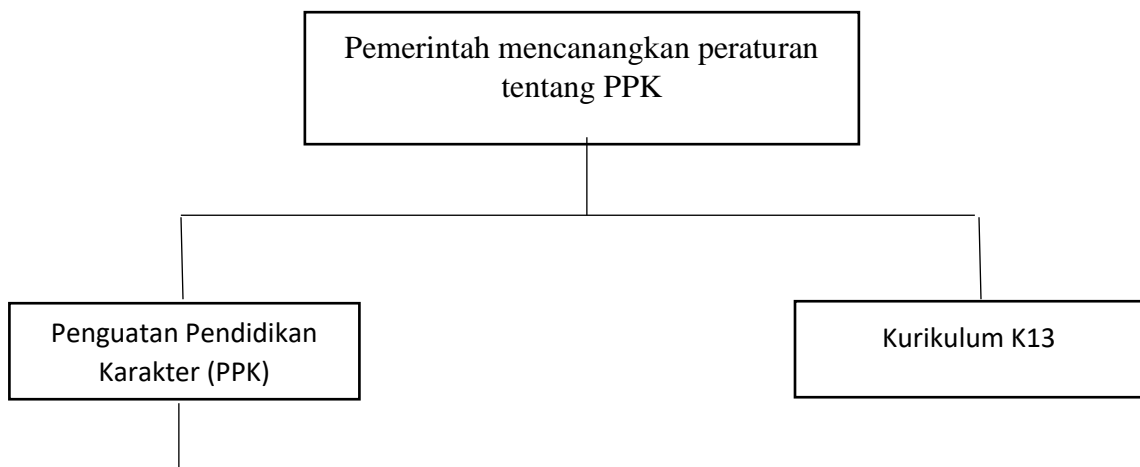 Pemerintah mencanangkan peraturan
tentang PPK
Penguatan Pendidikan
Karakter (PPK)
Kurikulum K13